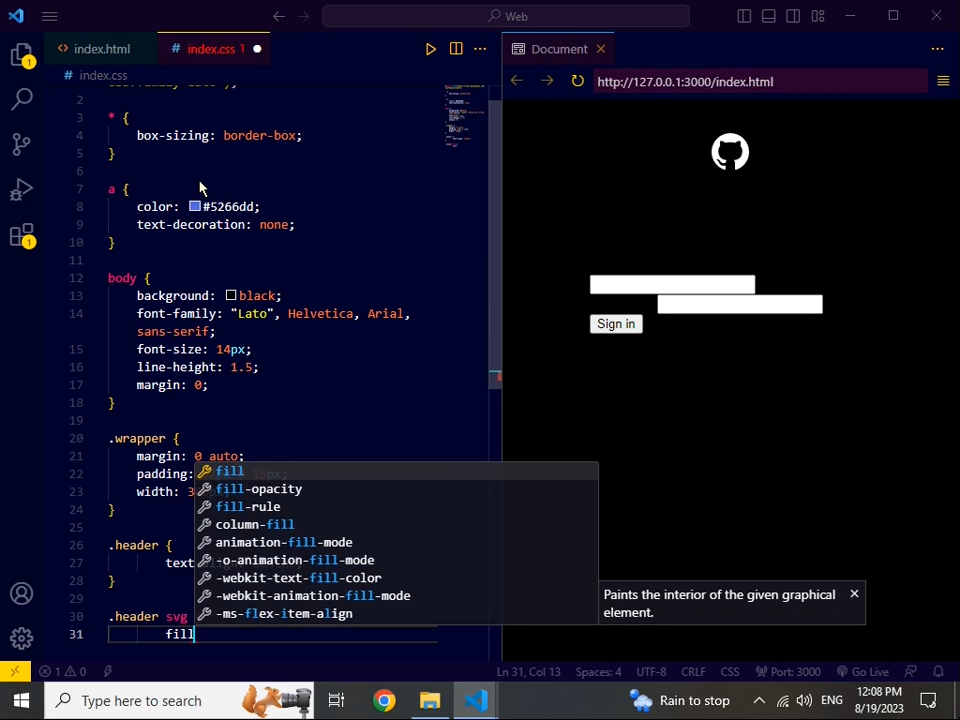 Web
index.html
index.css 1
Document
index.css
http://127.0.0.1:3000/index.html
2
3 * {
4 box-sizing: border-box;
5 }
6
7 a {
8 color: #5266dd;
9 text-decoration: none;
10 }
11
12 body {
13 background: black;
14 font-family: "Lato", Helvetica, Arial,
sans-serif;
15 font-size: 14px;
16 line-height: 1.5;
17 margin: 0;
18 }
19
20 .wrapper {
21 margin: 0 auto;
22 padding: 15px;
23 width: 3
24 }
25
26 .header {
27 text
28 }
29
30 .header svg
31 fill
fill
fill-opacity
fill-rule
column-fill
animation-fill-mode
-o-animation-fill-mode
-webkit-text-fill-color
-webkit-animation-fill-mode
-ms-flex-item-align
Paints the interior of the given graphical
element.
Sign in
1 0
Ln 31, Col 13
Spaces: 4
UTF-8
CRLF
CSS
Port: 3000
Go Live
Type here to search
Rain to stop
ENG
12:08 PM
8/19/2023